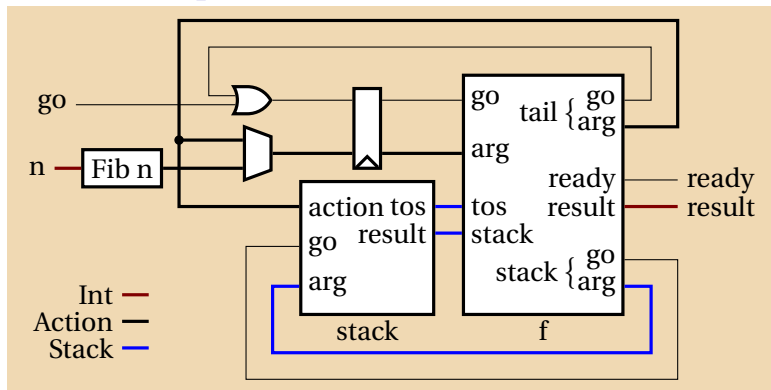 go
n
Fib n
go
arg
tos
stack
tail {
go
arg
ready
result
stack {
go
arg
ready
result
action tos
go
result
arg
stack
f
Int
Action
Stack